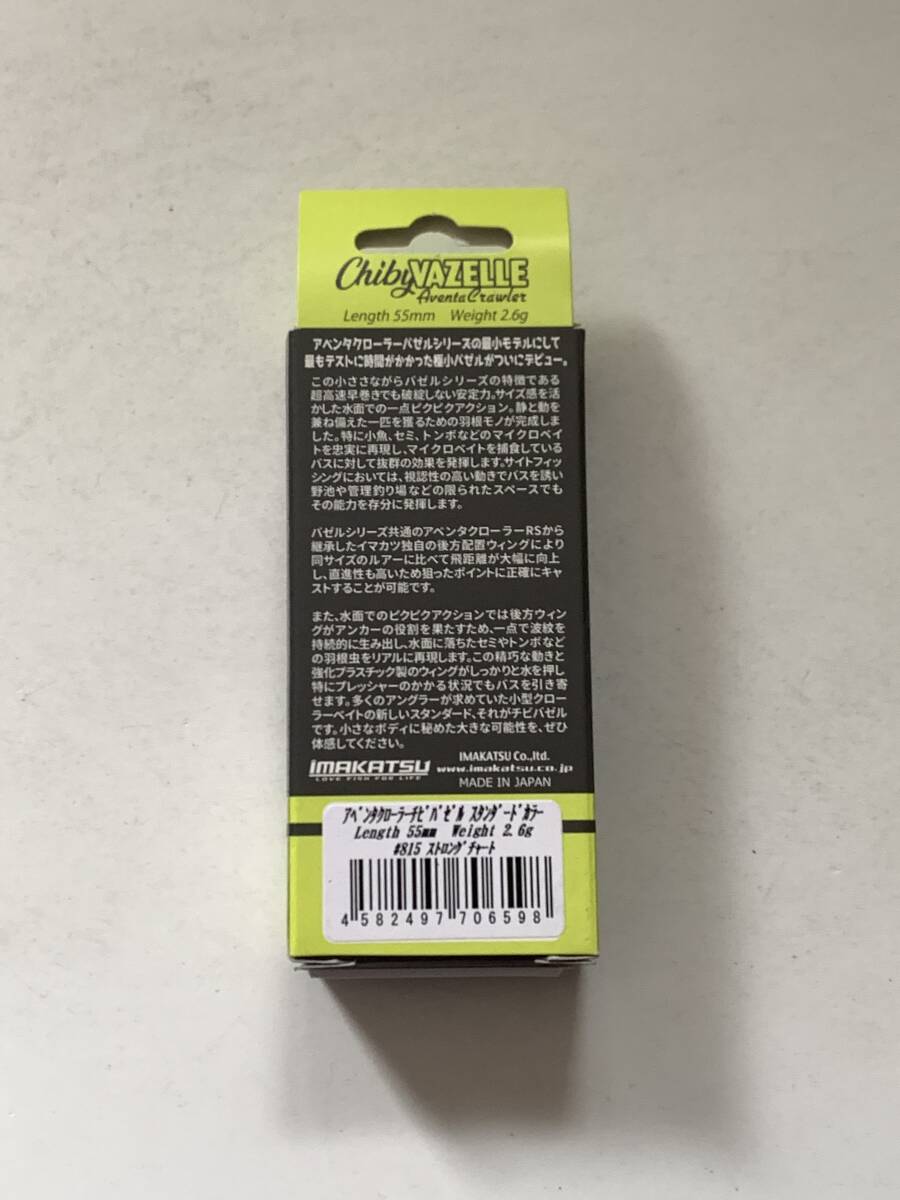 Chiby VAZELLE
Aventa Crawler
Length 55mm Weight 2.6g
アベンタクローラーバゼルシリーズの最小モデルにして
最もテストに時間がかかった極小バゼルがついにデビュー。
この小ささながらバゼルシリーズの特徴である
超高速早巻きでも破綻しない安定力。サイズ感を活
かした水面での一点ピクピクアクション。静と動を
兼ね備えた一匹を獲るための羽根モノが完成しまし
た。特に小魚、セミ、トンボなどのマイクロベイト
を忠実に再現し、マイクロベイトを捕食している
バスに対して抜群の効果を発揮します。サイトフィッ
シングにおいては、視認性の高い動きでバスを誘い
野池や管理釣り場などの限られたスペースでも
その能力を存分に発揮します。
バゼルシリーズ共通のアベンタクローラーRSから
継承したイマカツ独自の後方配置ウィングにより
同サイズのルアーに比べて飛距離が大幅に向上
し、直進性も高いため狙ったポイントに正確にキャ
ストすることが可能です。
また、水面でのピクピクアクションでは後方ウィン
グがアンカーの役割を果たすため、一点で波紋を
持続的に生み出し、水面に落ちたセミやトンボなど
の羽根虫をリアルに再現します。この精巧な動きと
強化プラスチック製のウィングがしっかりと水を押し
特にプレッシャーのかかる状況でもバスを引き寄
せます。多くのアングラーが求めていた小型クロー
ラーベイトの新しいスタンダード、それがチビバゼル
です。小さなボディに秘めた大きな可能性を、ぜひ
体感してください。
IMAKATSU
LOVE FISH FOR LIFE
IMAKATSU Co.,ltd.
www.imakatsu.co.jp
MADE IN JAPAN
ｱﾍﾞﾝﾀｸﾛｰﾗｰﾁﾋﾞﾊﾞｾﾞﾙ ｽﾀﾝﾀﾞｰﾄﾞｶﾗｰ
Length 55mm Weight 2.6g
#815 ｽﾄﾛﾝｸﾞﾁｬｰﾄ
4 582497 706598